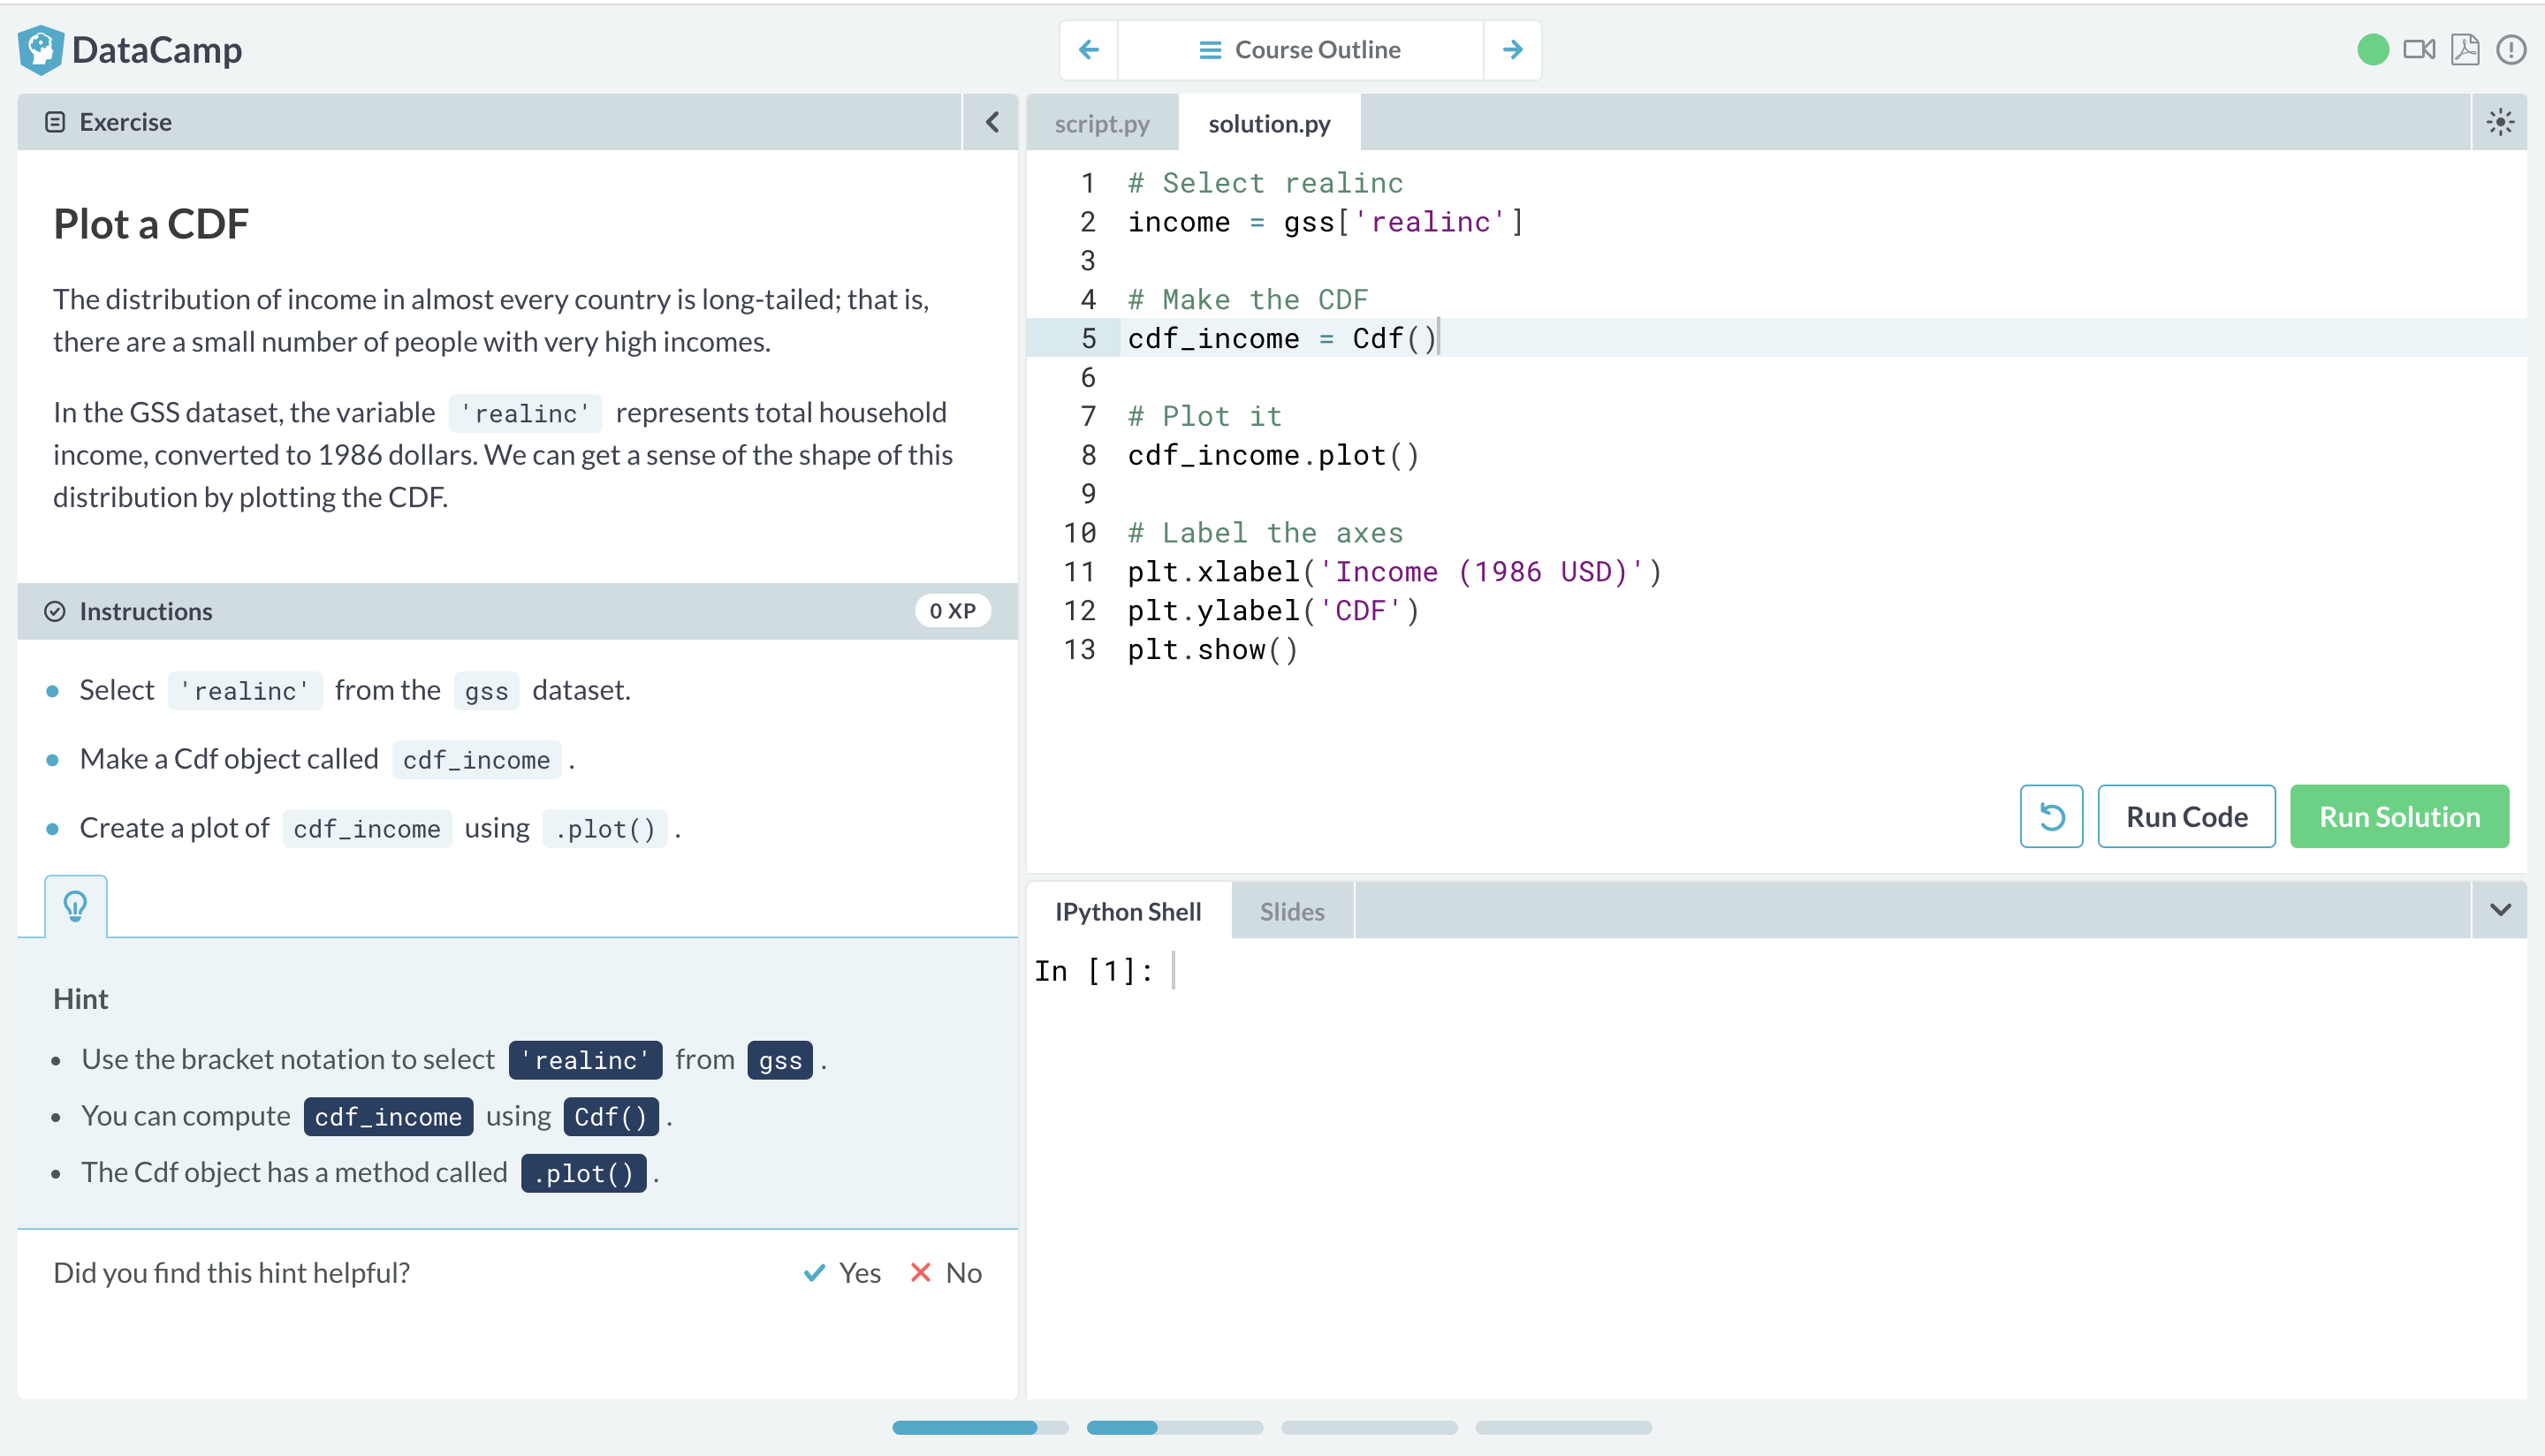 DataCamp
Course Outline
Exercise
Plot a CDF
The distribution of income in almost every country is long-tailed; that is,
there are a small number of people with very high incomes.
In the GSS dataset, the variable 'realinc' represents total household
income, converted to 1986 dollars. We can get a sense of the shape of this
distribution by plotting the CDF.
Instructions
0 XP
Select 'realinc' from the gss dataset.
Make a Cdf object called cdf_income .
Create a plot of cdf_income using .plot() .
Hint
Use the bracket notation to select 'realinc' from gss .
You can compute cdf_income using Cdf() .
The Cdf object has a method called .plot() .
Did you find this hint helpful?
Yes
No
script.py
solution.py
1 # Select realinc
2 income = gss['realinc']
3
4 # Make the CDF
5 cdf_income = Cdf()
6
7 # Plot it
8 cdf_income.plot()
9
10 # Label the axes
11 plt.xlabel('Income (1986 USD)')
12 plt.ylabel('CDF')
13 plt.show()
Run Code
Run Solution
IPython Shell
Slides
In [1]: